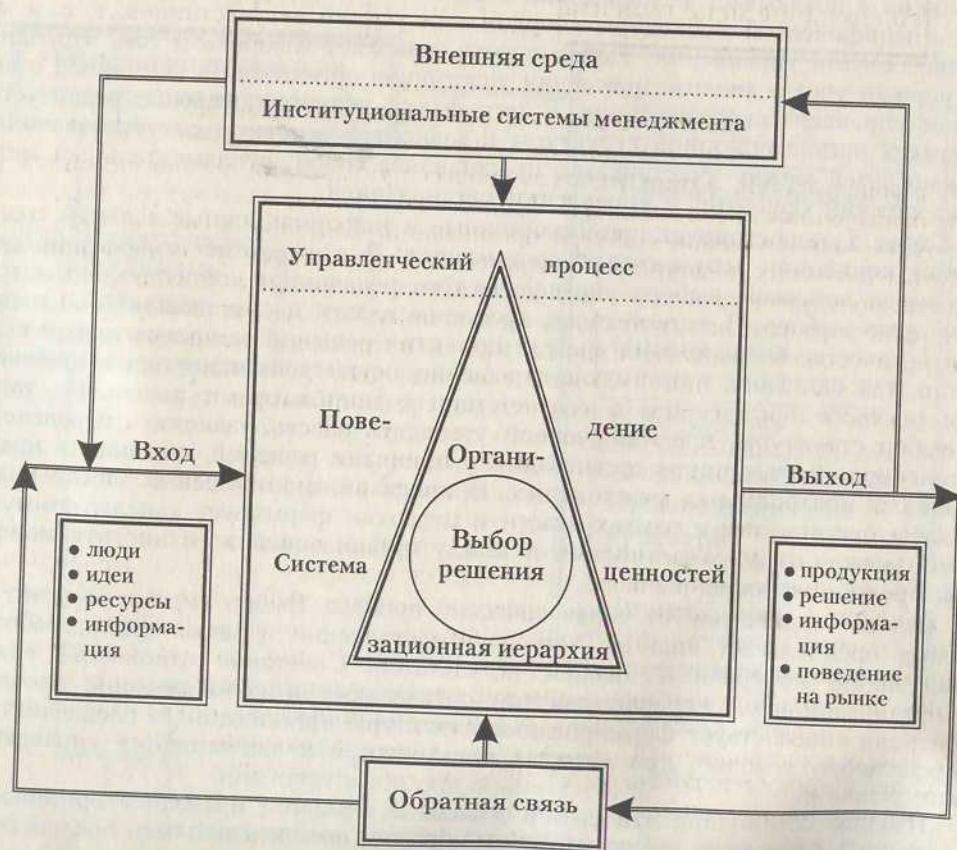 Внешняя среда
Институциональные системы менеджмента
Управленческий процесс
Пове- дение
Вход
Органи-
Выход
Выбор
решения
Система ценностей
зационная иерархия
• люди
• идеи
• ресурсы
• информа-
ция
• продукция
• решение
• информа-
ция
• поведение
на рынке
Обратная связь